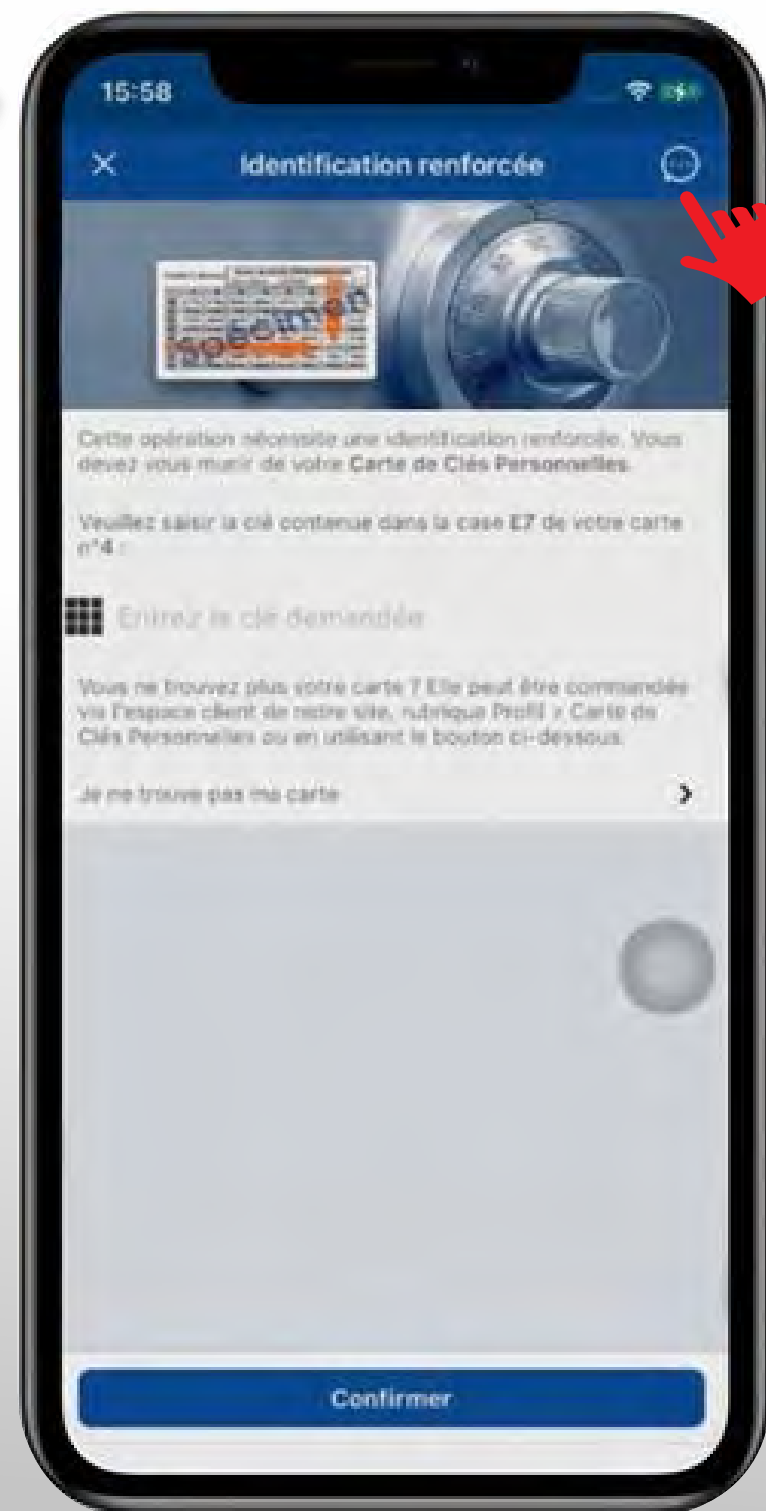 15:58
Identification renforcée
Specimen
Cette opération nécessite une identification renforcée. Vous
devez vous munir de votre Carte de Clés Personnelles.
Veuillez saisir la clé contenue dans la case E7 de votre carte
n°4 :
Entrez la clé demandée
Vous ne trouvez plus votre carte ? Elle peut être commandée
via l'espace client de notre site, rubrique Profil > Carte de
Clés Personnelles ou en utilisant le bouton ci-dessous.
Je ne trouve pas ma carte
Confirmer